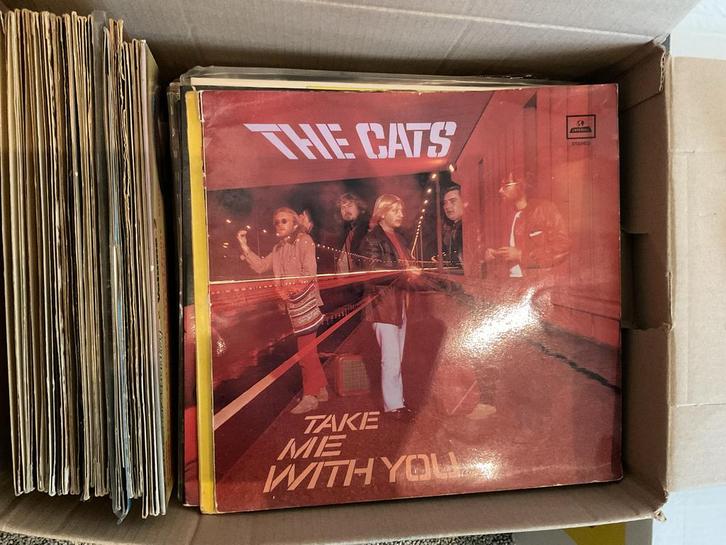 THE CATS
STEREO
TAKE
ME
WITH YOU